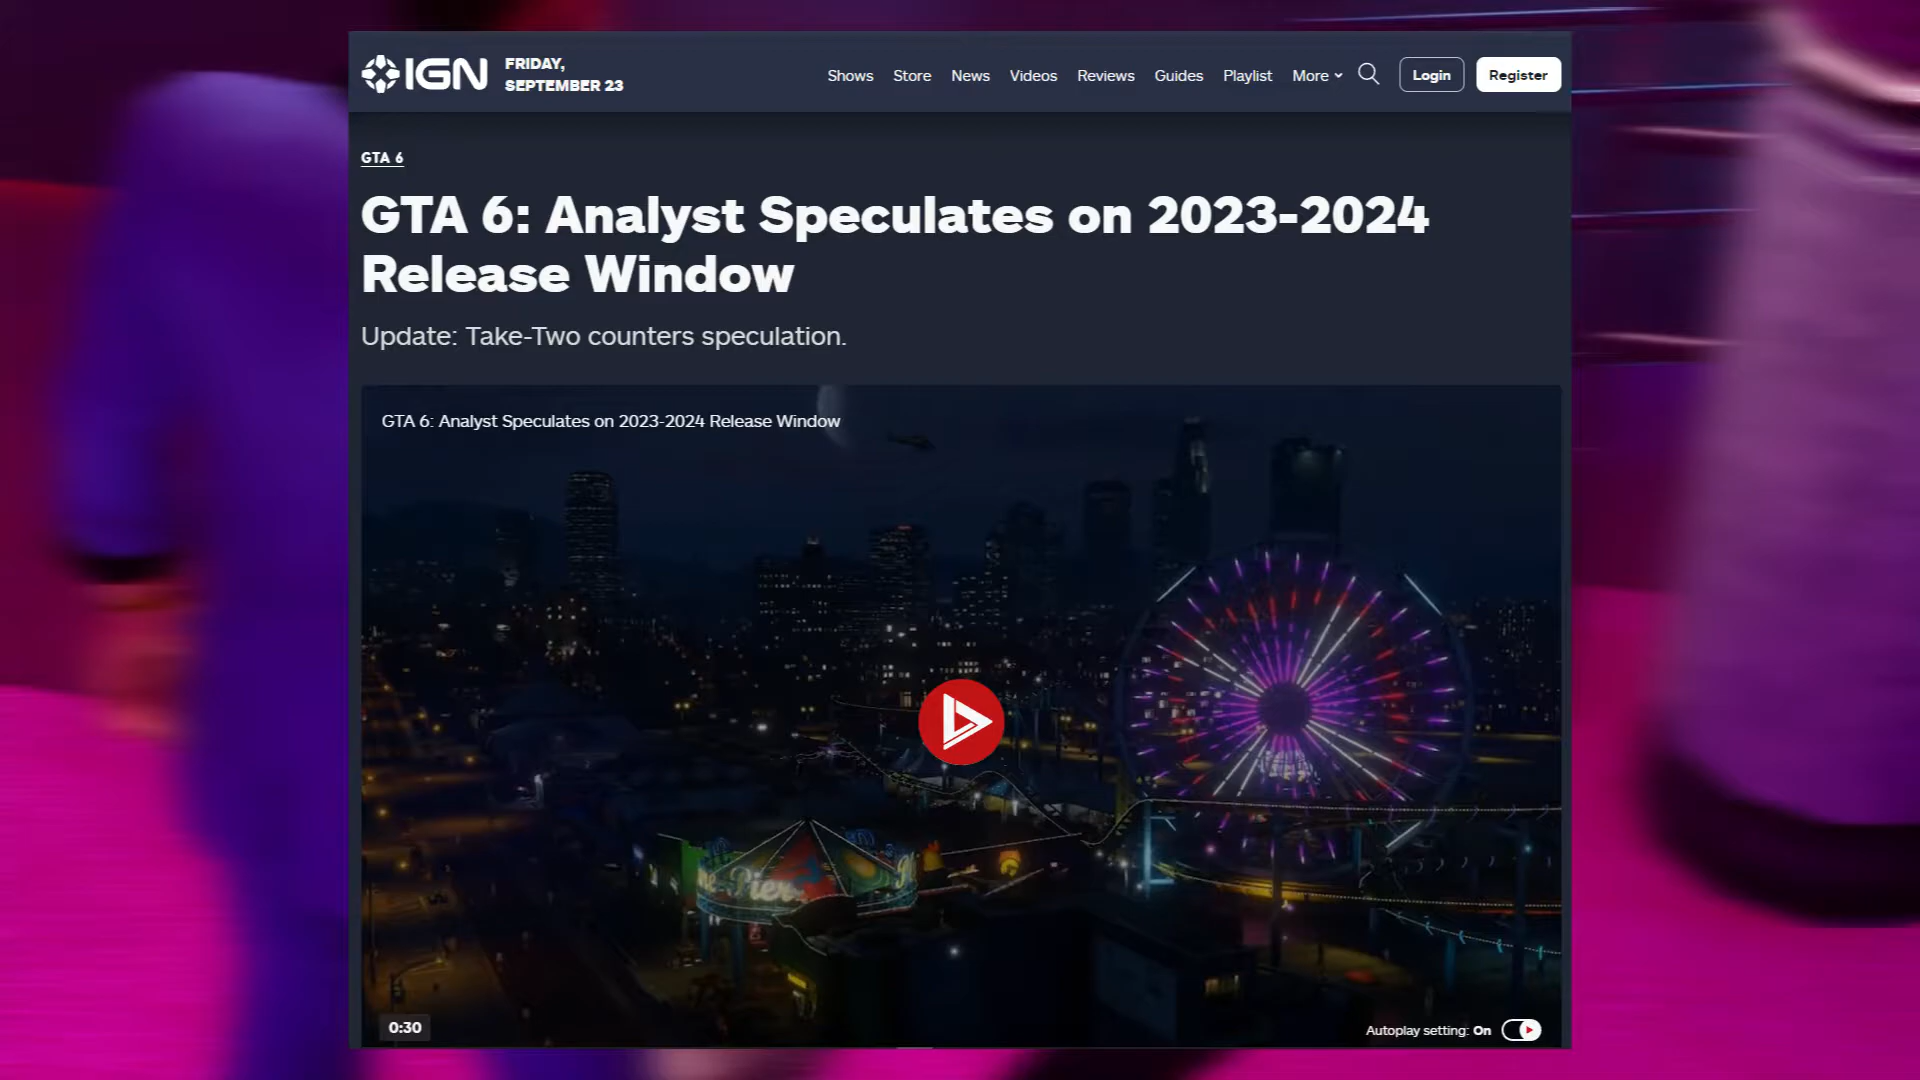 IGN
FRIDAY,
SEPTEMBER 23
Shows Store News Videos Reviews Guides Playlist More Login Register
GTA 6
GTA 6: Analyst Speculates on 2023-2024
Release Window
Update: Take-Two counters speculation.
GTA 6: Analyst Speculates on 2023-2024 Release Window
Pier
0:30
Autoplay setting: On